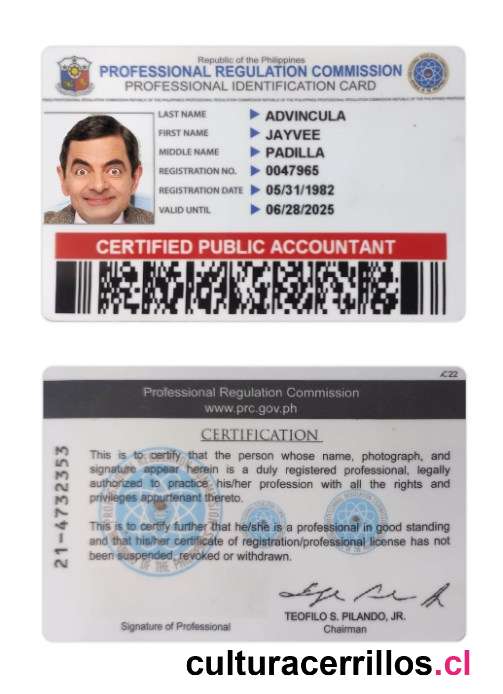 Republic of the Philippines
PROFESSIONAL REGULATION COMMISSION
PROFESSIONAL IDENTIFICATION CARD
LAST NAME ADVINCULA
FIRST NAME JAYVEE
MIDDLE NAME PADILLA
REGISTRATION NO. 0047965
REGISTRATION DATE 05/31/1982
VALID UNTIL 06/28/2025
CERTIFIED PUBLIC ACCOUNTANT
Professional Regulation Commission
www.prc.gov.ph
CERTIFICATION
21-4732353
This is to certify that the person whose name, photograph, and
signature appear herein is a duly registered professional, legally
authorized to practice his/her profession with all the rights and
privileges appurtenant thereto.
This is to certify further that he/she is a professional in good standing
and that his/her certificate of registration/professional license has not
been suspended, revoked or withdrawn.
TEOFILO S. PILANDO, JR.
Signature of Professional
Chairman
culturacerrillos.cl